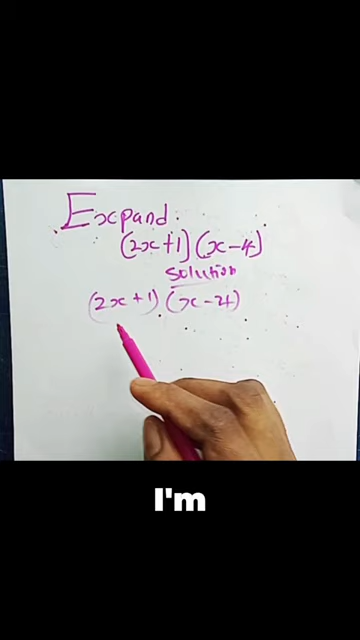 Expand.
(2x+1)(x-4)
Solution
(2x+1)(x-4)
I'm